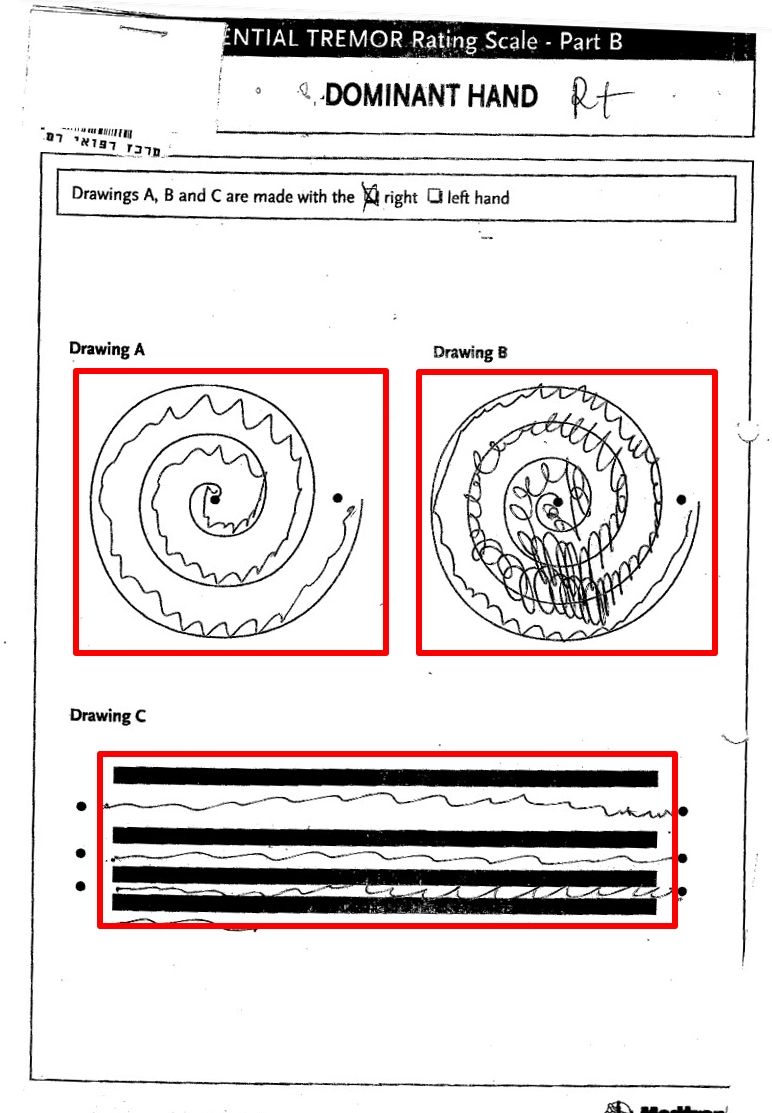 ENTIAL TREMOR Rating Scale - Part B
DOMINANT HAND Rt
מרכז רפואי רמ
Drawings A, B and C are made with the right left hand
Drawing A
Drawing B
Drawing C